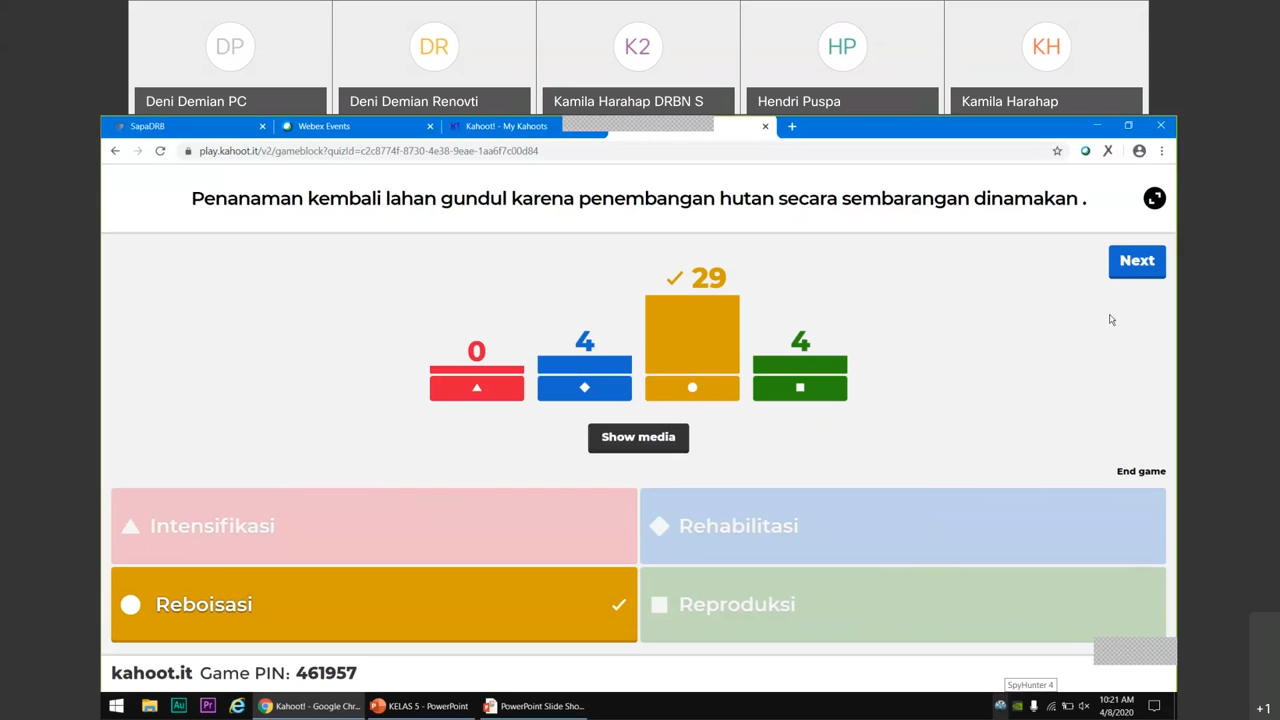 DP
DR
K2
HP
KH
Deni Demian PC
Deni Demian Renovti
Kamila Harahap DRBN S
Hendri Puspa
Kamila Harahap
SapaDRB
Webex Events
Kahoot! - My Kahoots
play.kahoot.it/v2/gameblock?quizId=c2c8774f-8730-4e38-9eae-1aa6f7c00d84
Penanaman kembali lahan gundul karena penembangan hutan secara sembarangan dinamakan .
Next
29
4
4
0
Show media
End game
Intensifikasi
Rehabilitasi
Reboisasi
Reproduksi
kahoot.it Game PIN: 461957
SpyHunter 4
Au
Pr
Kahoot! - Google Chr...
KELAS 5 - PowerPoint
PowerPoint Slide Sho...
10:21 AM
4/8/2020
+1